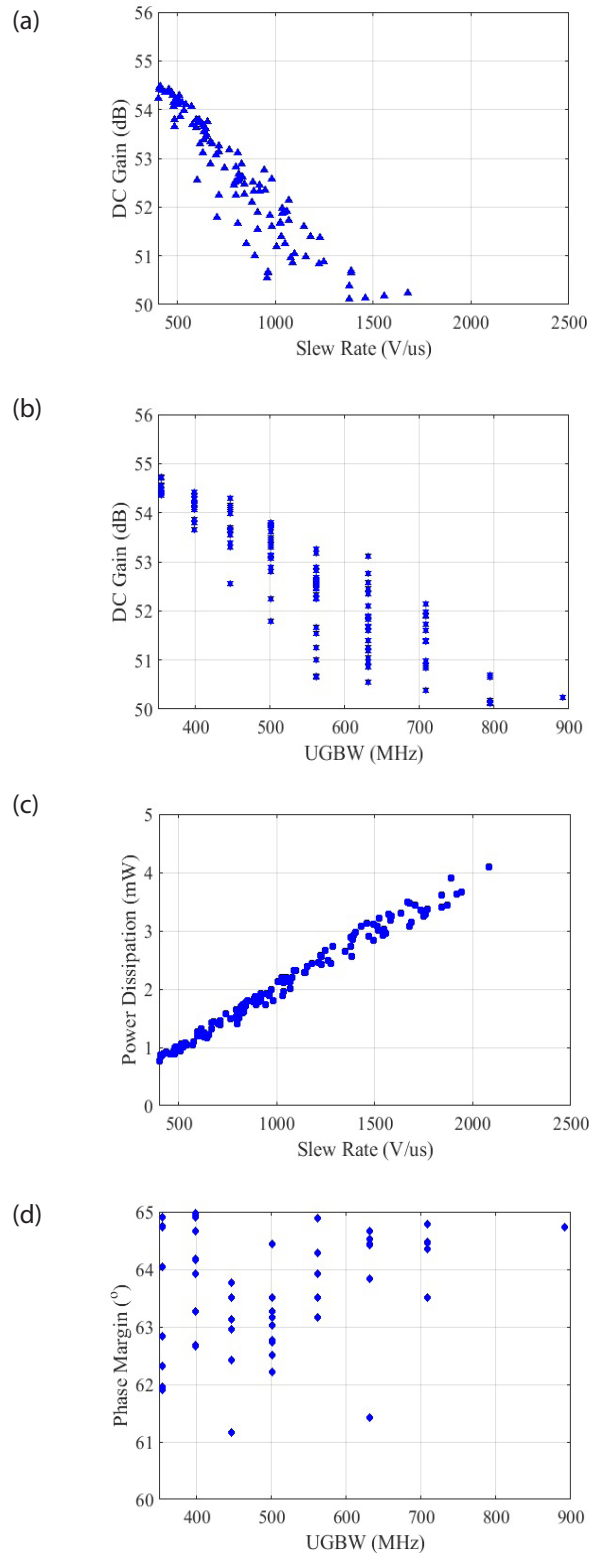 (a)
56
55
54
53
52
51
50
DC Gain (dB)
500 1000 1500 2000 2500
Slew Rate (V/us)
(b)
56
55
54
53
52
51
50
DC Gain (dB)
400 500 600 700 800 900
UGBW (MHz)
(c)
5
4
3
2
1
0
Power Dissipation (mW)
500 1000 1500 2000 2500
Slew Rate (V/us)
(d)
65
64
63
62
61
60
Phase Margin (°)
400 500 600 700 800 900
UGBW (MHz)